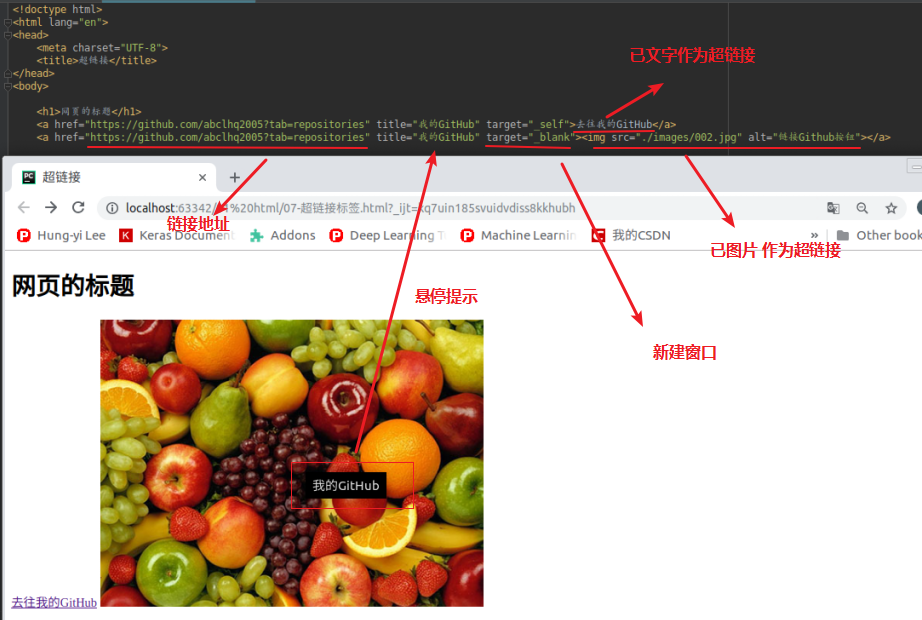 <!doctype html>
<html lang="en">
<head>
<meta charset="UTF-8">
<title>超链接</title>
</head>
<body>
已文字作为超链接
<h1>网页的标题</h1>
<a href="https://github.com/abclhq2005?tab=repositories" title="我的GitHub" target="_self">去往我的GitHub</a>
<a href="https://github.com/abclhq2005?tab=repositories" title="我的GitHub" target="_blank"><img src="./images/002.jpg" alt="链接Github按钮"></a>
超链接
localhost:63342/
%20html/07-超链接标签.html?_ijt=
q7uin185svuidvdiss8kkhubh
链接地址
Hung-yi Lee
Keras Document
Addons
Deep Learning T
Machine Learnin
我的CSDN
»
Other book
已图片 作为超链接
网页的标题
悬停提示
新建窗口
我的GitHub
去往我的GitHub